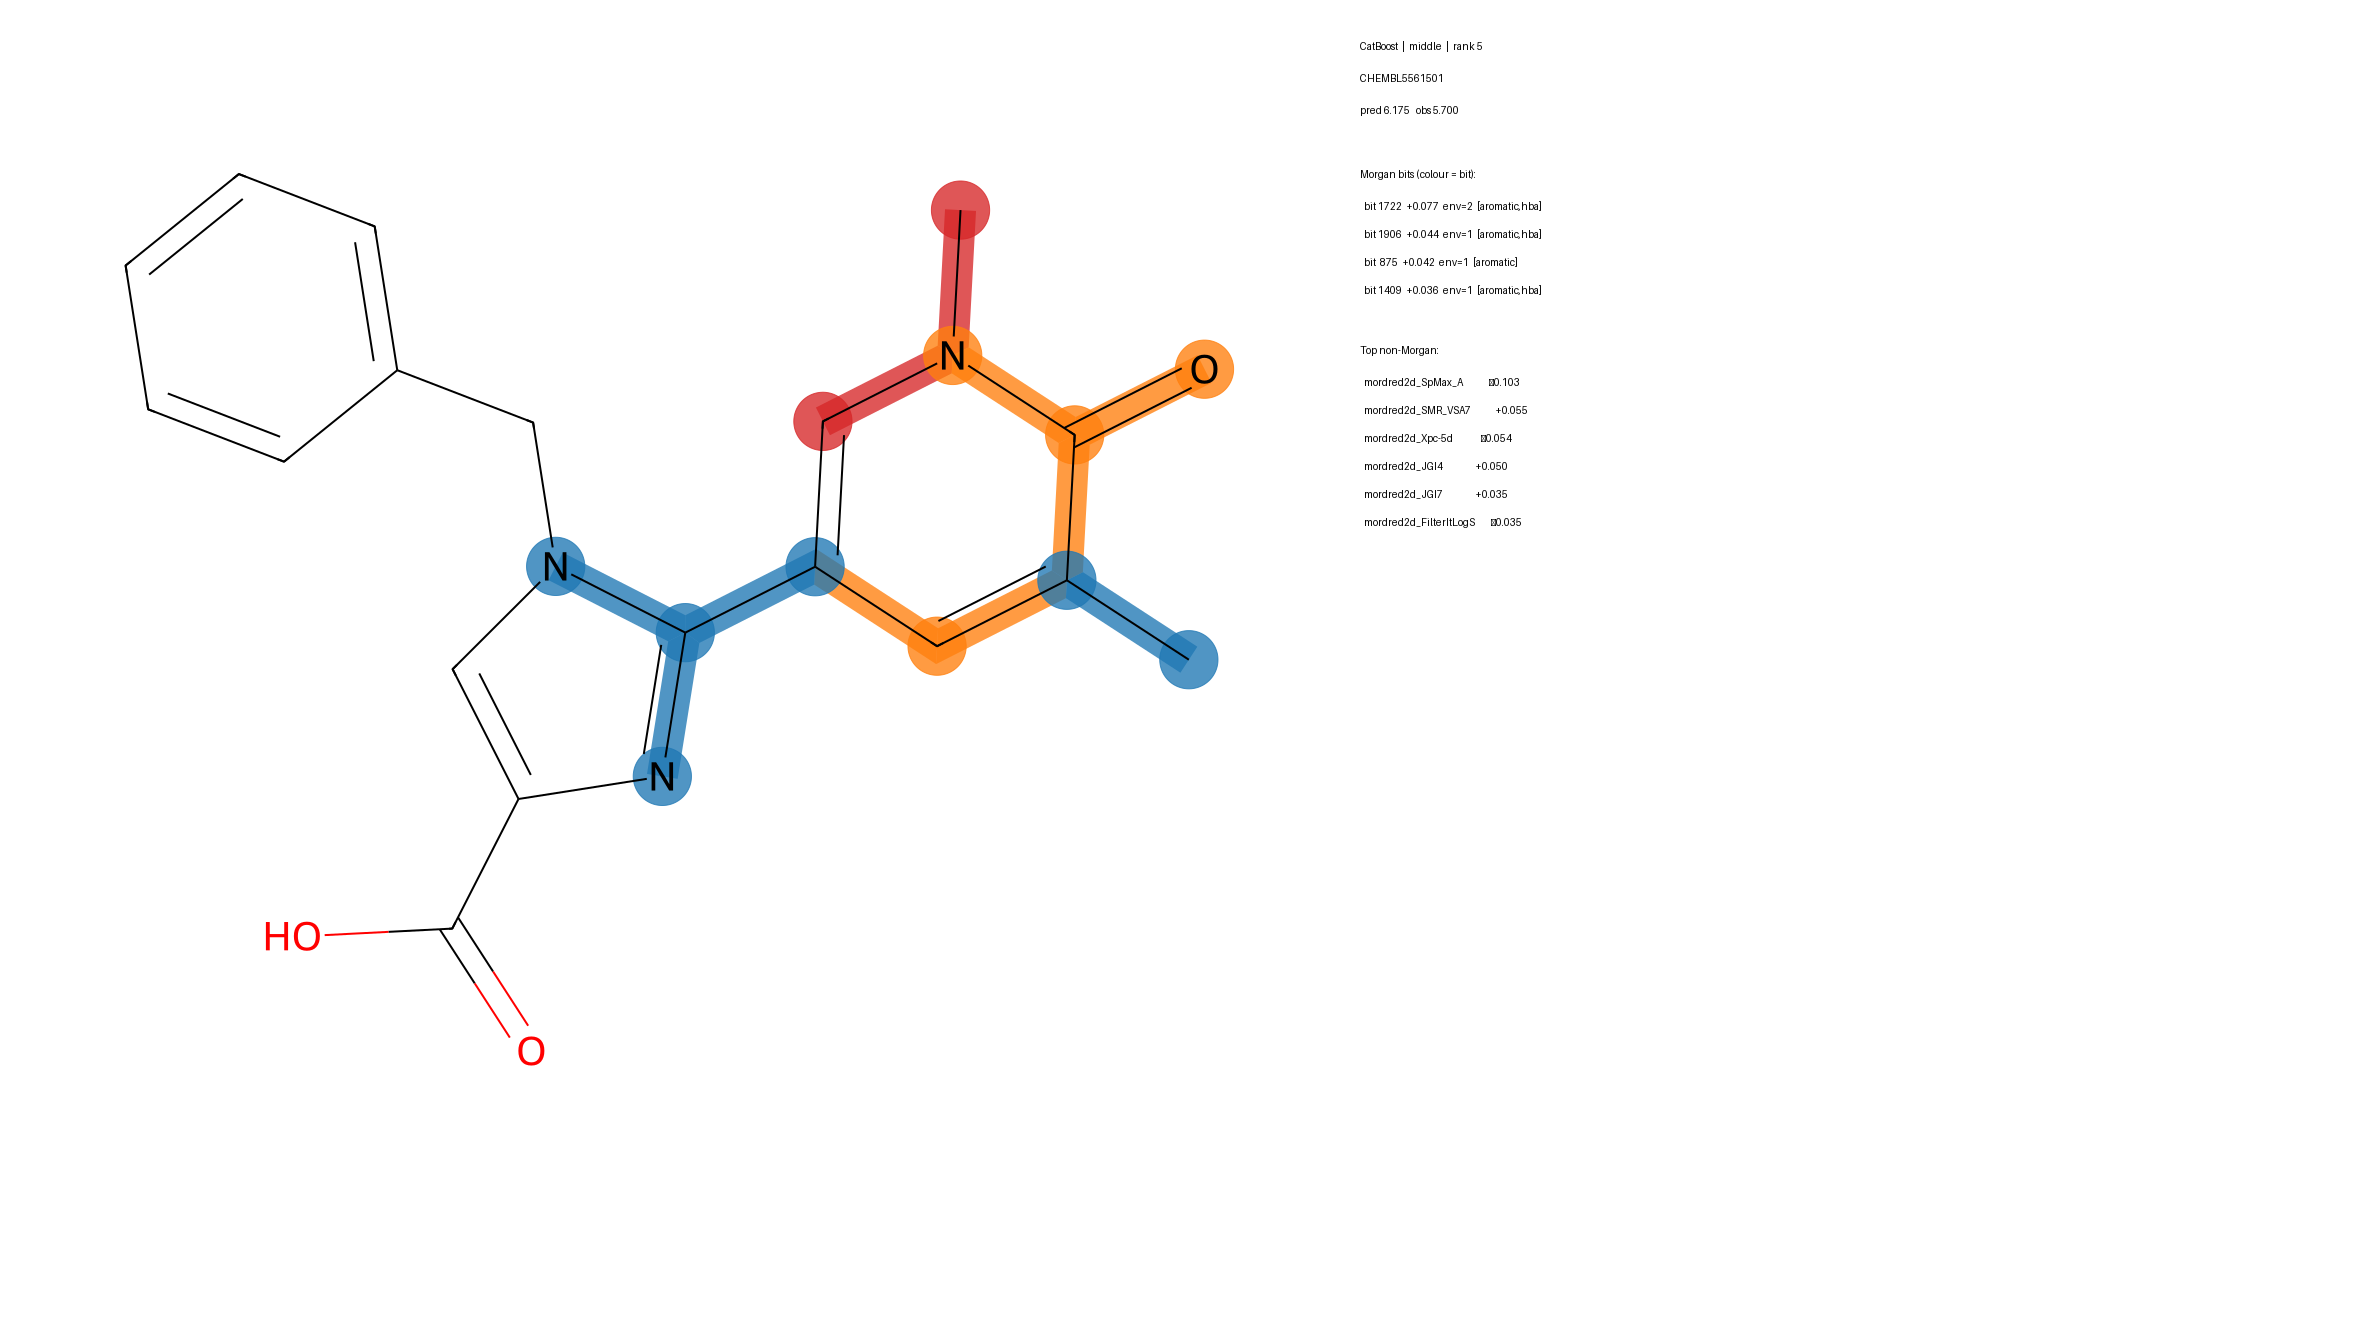 CatBoost | middle | rank 5
CHEMBL5561501
pred 6.175 obs 5.700
Morgan bits (colour = bit):
bit 1722 +0.077 env=2 [aromatic,hba]
bit 1906 +0.044 env=1 [aromatic,hba]
bit 875 +0.042 env=1 [aromatic]
bit 1409 +0.036 env=1 [aromatic,hba]
Top non-Morgan:
mordred2d_SpMax_A ▯0.103
mordred2d_SMR_VSA7 +0.055
mordred2d_Xpc-5d ▯0.054
mordred2d_JGI4 +0.050
mordred2d_JGI7 +0.035
mordred2d_FilterItLogS ▯0.035
N
O
N
N
HO
O